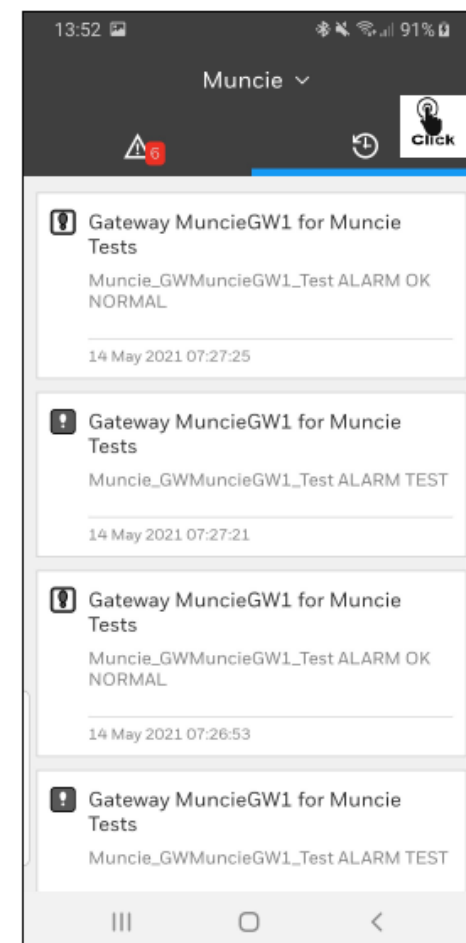 13:52 91%
Muncie
6
Click
Gateway MuncieGW1 for Muncie
Tests
Muncie_GWMuncieGW1_Test ALARM OK
NORMAL
14 May 2021 07:27:25
Gateway MuncieGW1 for Muncie
Tests
Muncie_GWMuncieGW1_Test ALARM TEST
14 May 2021 07:27:21
Gateway MuncieGW1 for Muncie
Tests
Muncie_GWMuncieGW1_Test ALARM OK
NORMAL
14 May 2021 07:26:53
Gateway MuncieGW1 for Muncie
Tests
Muncie_GWMuncieGW1_Test ALARM TEST